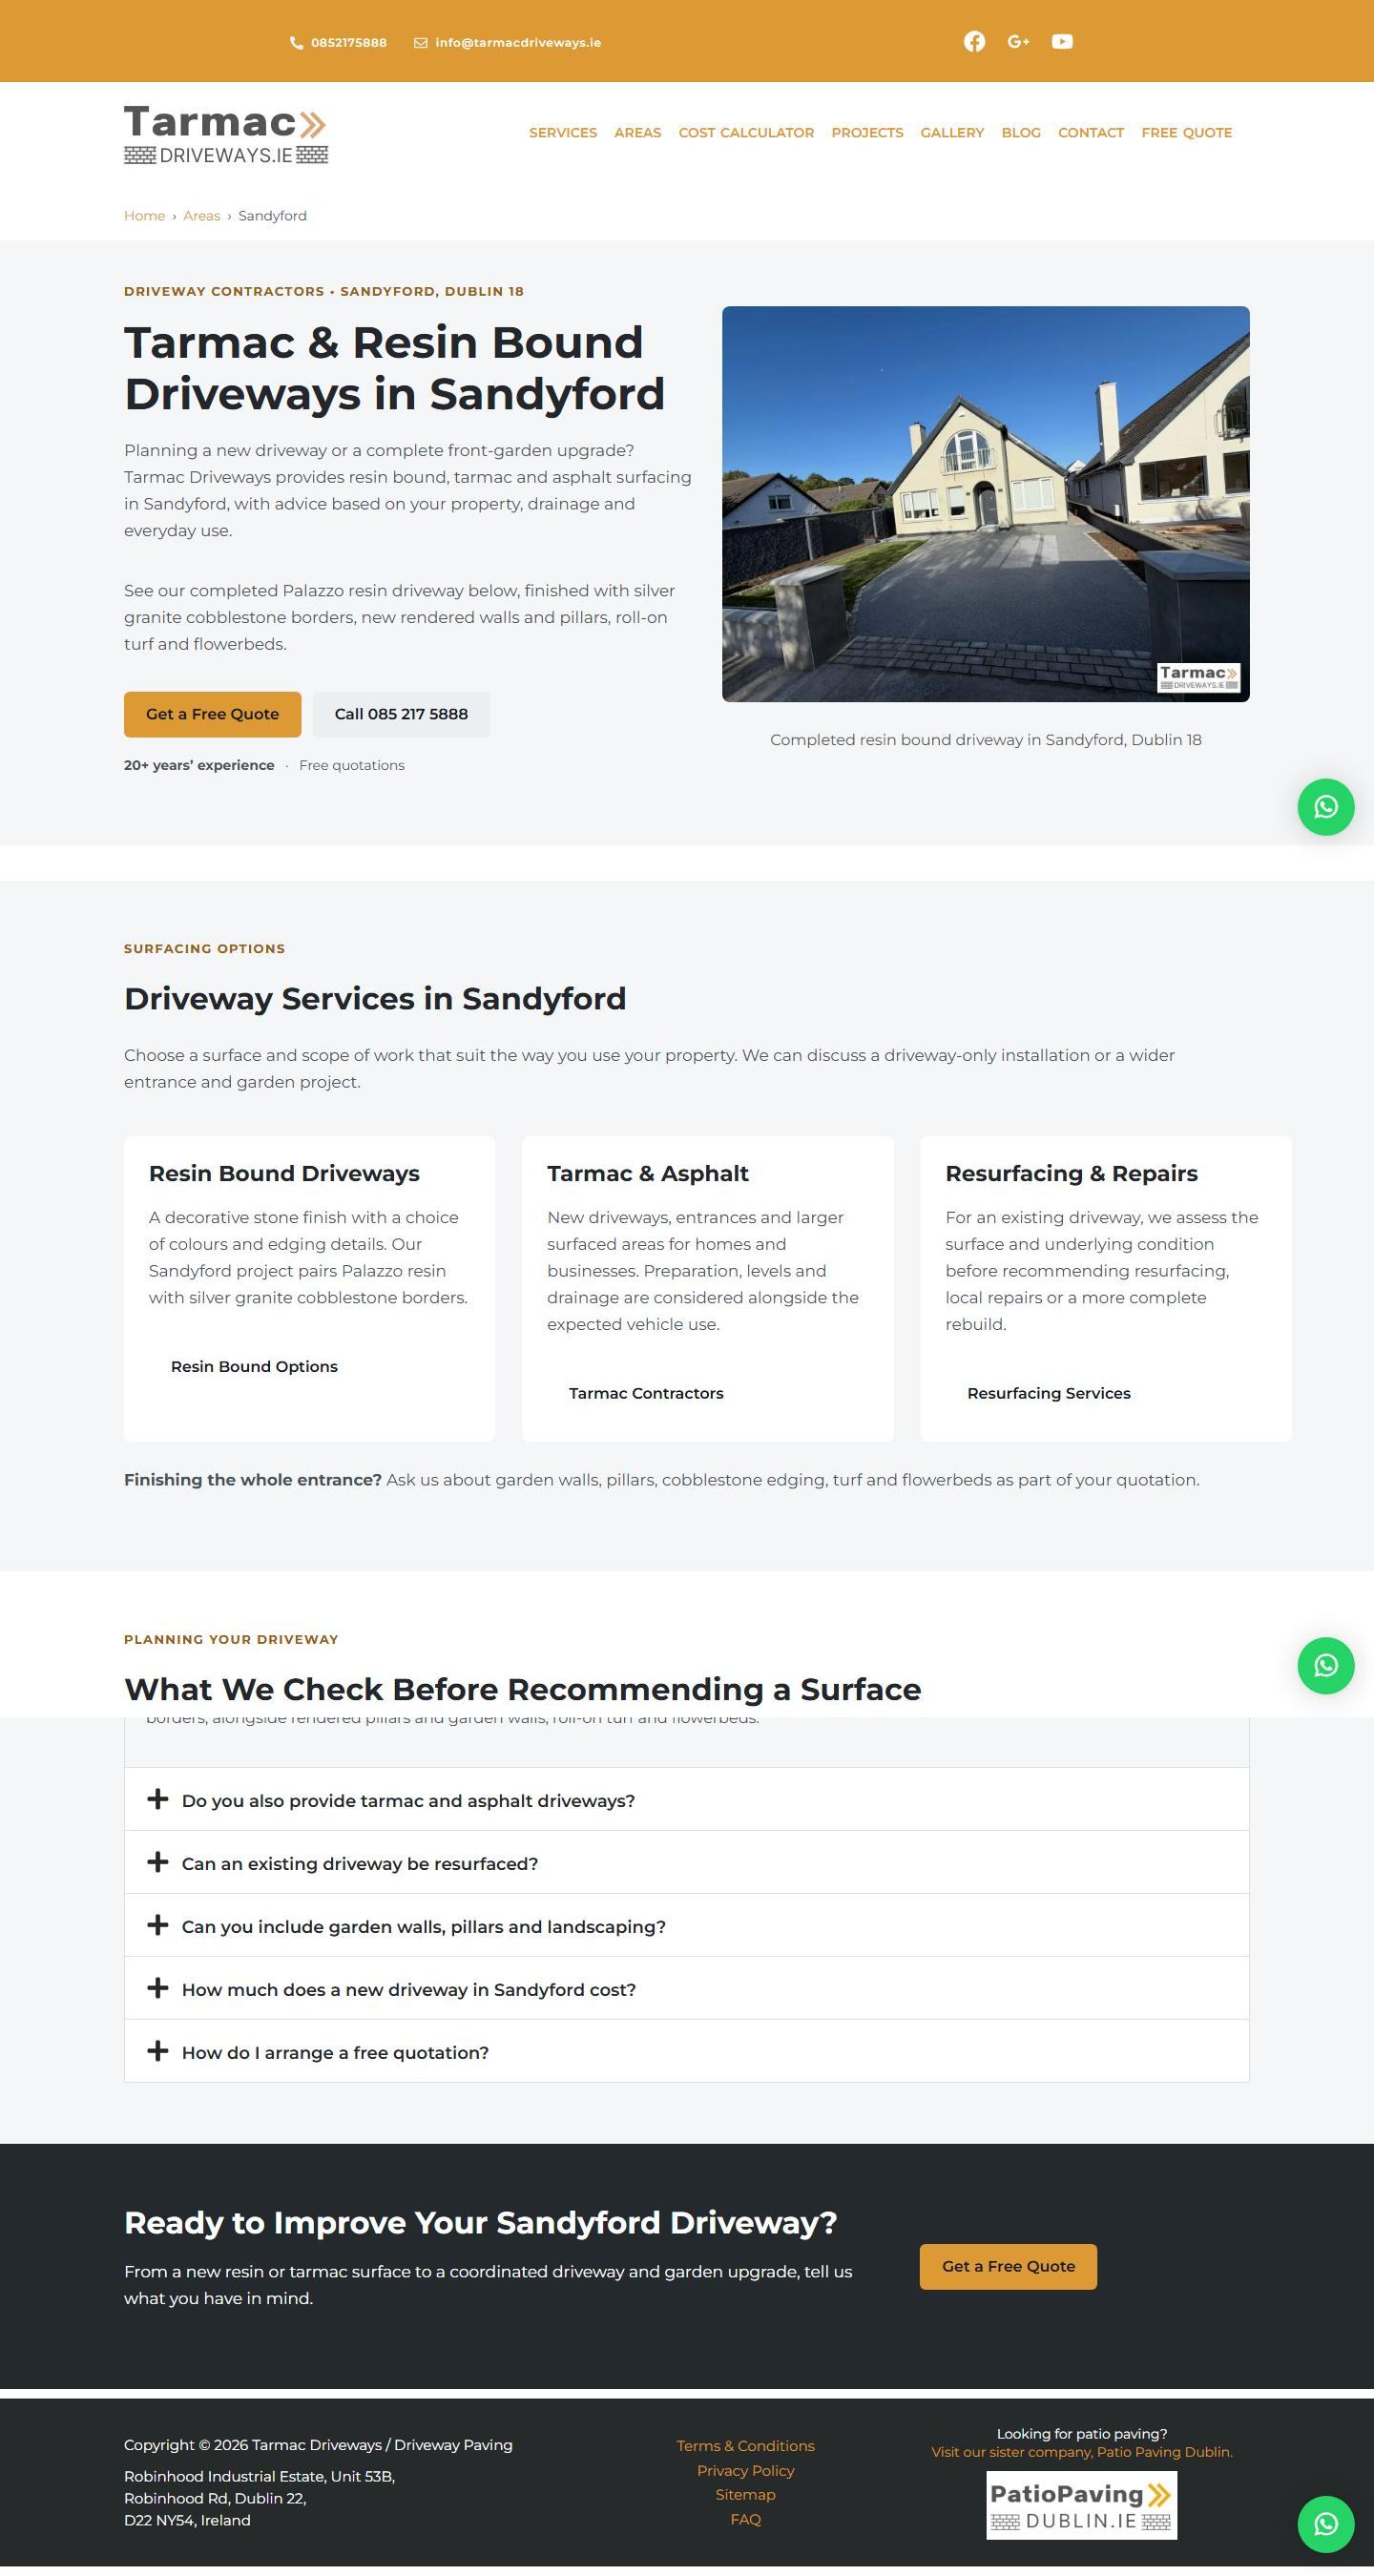 0852175888 info@tarmacdriveways.ie
Tarmac
DRIVEWAYS.IE
SERVICES AREAS COST CALCULATOR PROJECTS GALLERY BLOG CONTACT FREE QUOTE
Home › Areas › Sandyford
DRIVEWAY CONTRACTORS • SANDYFORD, DUBLIN 18
Tarmac & Resin Bound
Driveways in Sandyford
Planning a new driveway or a complete front-garden upgrade?
Tarmac Driveways provides resin bound, tarmac and asphalt surfacing
in Sandyford, with advice based on your property, drainage and
everyday use.
See our completed Palazzo resin driveway below, finished with silver
granite cobblestone borders, new rendered walls and pillars, roll-on
turf and flowerbeds.
Get a Free Quote Call 085 217 5888
20+ years’ experience · Free quotations
Tarmac
DRIVEWAYS.IE
Completed resin bound driveway in Sandyford, Dublin 18
SURFACING OPTIONS
Driveway Services in Sandyford
Choose a surface and scope of work that suit the way you use your property. We can discuss a driveway-only installation or a wider
entrance and garden project.
Resin Bound Driveways
A decorative stone finish with a choice
of colours and edging details. Our
Sandyford project pairs Palazzo resin
with silver granite cobblestone borders.
Resin Bound Options
Tarmac & Asphalt
New driveways, entrances and larger
surfaced areas for homes and
businesses. Preparation, levels and
drainage are considered alongside the
expected vehicle use.
Tarmac Contractors
Resurfacing & Repairs
For an existing driveway, we assess the
surface and underlying condition
before recommending resurfacing,
local repairs or a more complete
rebuild.
Resurfacing Services
Finishing the whole entrance? Ask us about garden walls, pillars, cobblestone edging, turf and flowerbeds as part of your quotation.
PLANNING YOUR DRIVEWAY
What We Check Before Recommending a Surface
borders, alongside rendered pillars and garden walls, roll-on turf and flowerbeds.
Do you also provide tarmac and asphalt driveways?
Can an existing driveway be resurfaced?
Can you include garden walls, pillars and landscaping?
How much does a new driveway in Sandyford cost?
How do I arrange a free quotation?
Ready to Improve Your Sandyford Driveway?
From a new resin or tarmac surface to a coordinated driveway and garden upgrade, tell us
what you have in mind.
Get a Free Quote
Copyright © 2026 Tarmac Driveways / Driveway Paving
Robinhood Industrial Estate, Unit 53B,
Robinhood Rd, Dublin 22,
D22 NY54, Ireland
Terms & Conditions
Privacy Policy
Sitemap
FAQ
Looking for patio paving?
Visit our sister company, Patio Paving Dublin.
PatioPaving
DUBLIN.IE